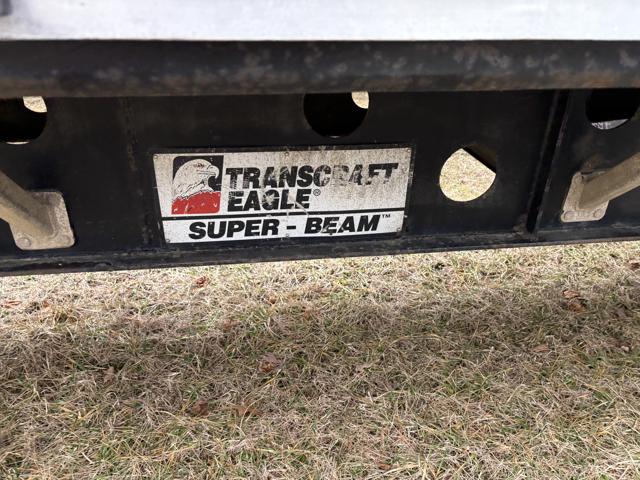 TRANSCRAFT
EAGLE®
SUPER - BEAM™